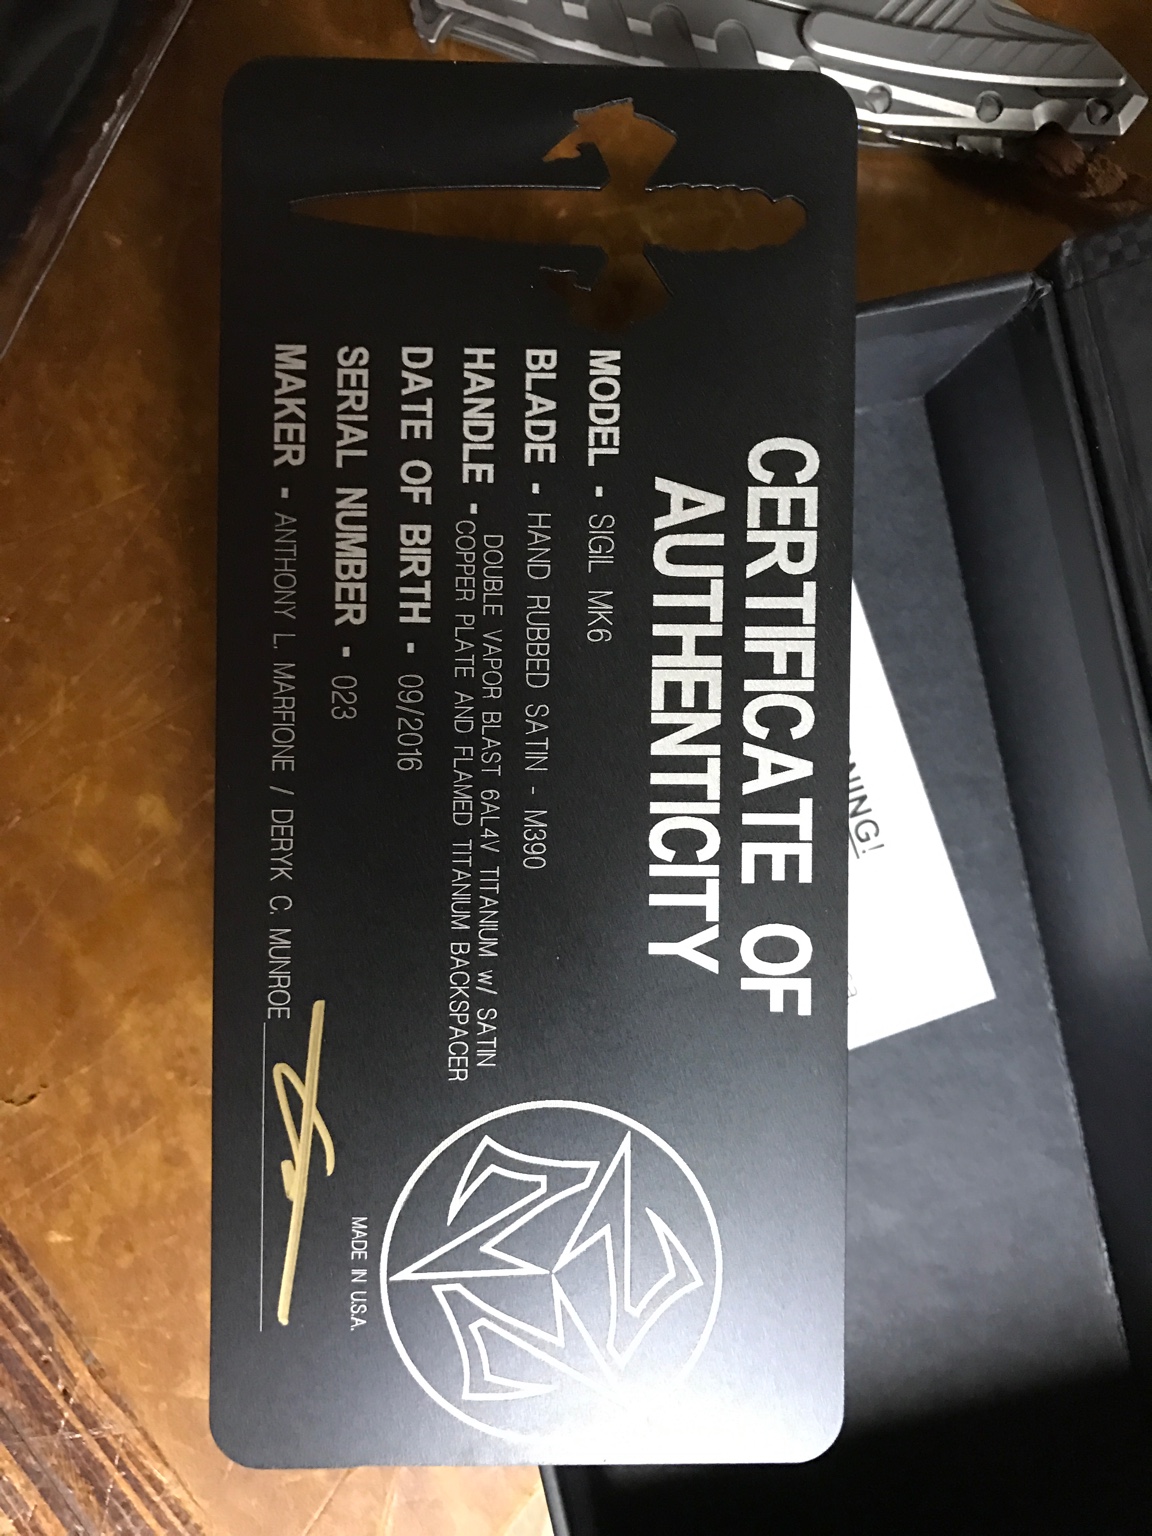 CERTIFICATE OF
AUTHENTICITY
MODEL - SIGIL MK6
BLADE - HAND RUBBED SATIN - M390
HANDLE - DOUBLE VAPOR BLAST 6AL4V TITANIUM W/ SATIN
COPPER PLATE AND FLAMED TITANIUM BACKSPACER
DATE OF BIRTH - 09/2016
SERIAL NUMBER - 023
MAKER - ANTHONY L. MARFIONE / DERYK C. MUNROE
MADE IN U.S.A.
NING!